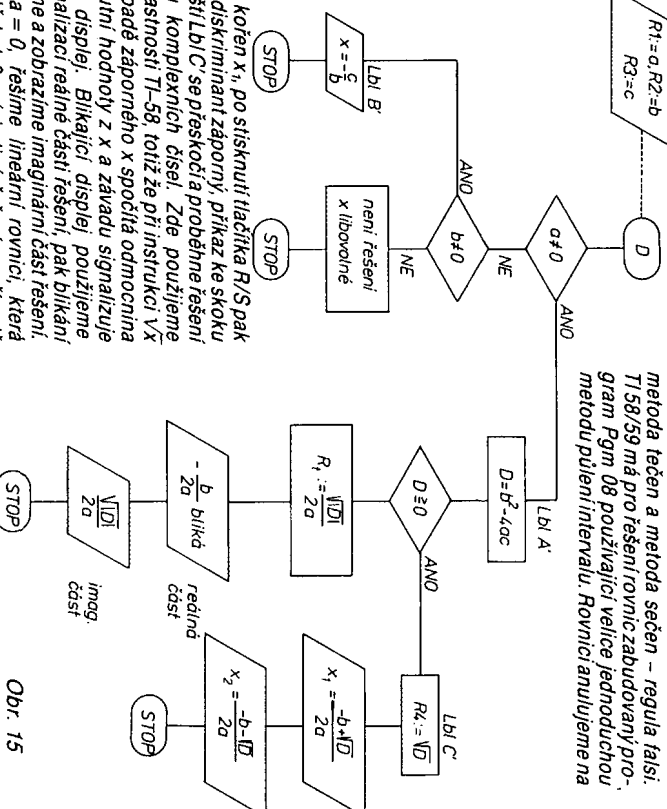 R1:=a,R2:=b
R3:=c
D
a≠0
ANO
NE
b≠0
ANO
NE
Lbl B'
x = -c/b
STOP
není řešení
x libovolné
STOP
Lbl A'
D=b²-4ac
D≧0
ANO
R₁ := √|D|/2a
-b/2a bliká
reálná
část
√|D|/2a
imag.
část
STOP
Lbl C'
R4:= √D
x₁ = -b+√D/2a
x₂ = -b-√D/2a
STOP
Obr. 15
metoda tečen a metoda sečen – regula falsi.
TI 58/59 má pro řešení rovnic zabudovaný pro-
gram Pgm 08 používající velice jednoduchou
metodu půlení intervalu. Rovnici anulujeme na
kořen x₁, po stisknutí tlačítka R/S pak
diskriminant záporný, příkaz ke skoku
Lbl C' se přeskočí a proběhne řešení
komplexních čísel. Zde použijeme
TI–58, totiž že při instrukci √x
záporného x spočítá odmocnina
hodnoty z x a závadu signalizuje
displej. Blikající displej použijeme
reálné části řešení, pak blikání
a zobrazíme imaginární část řešení.
a = 0, řešíme lineární rovnici, která